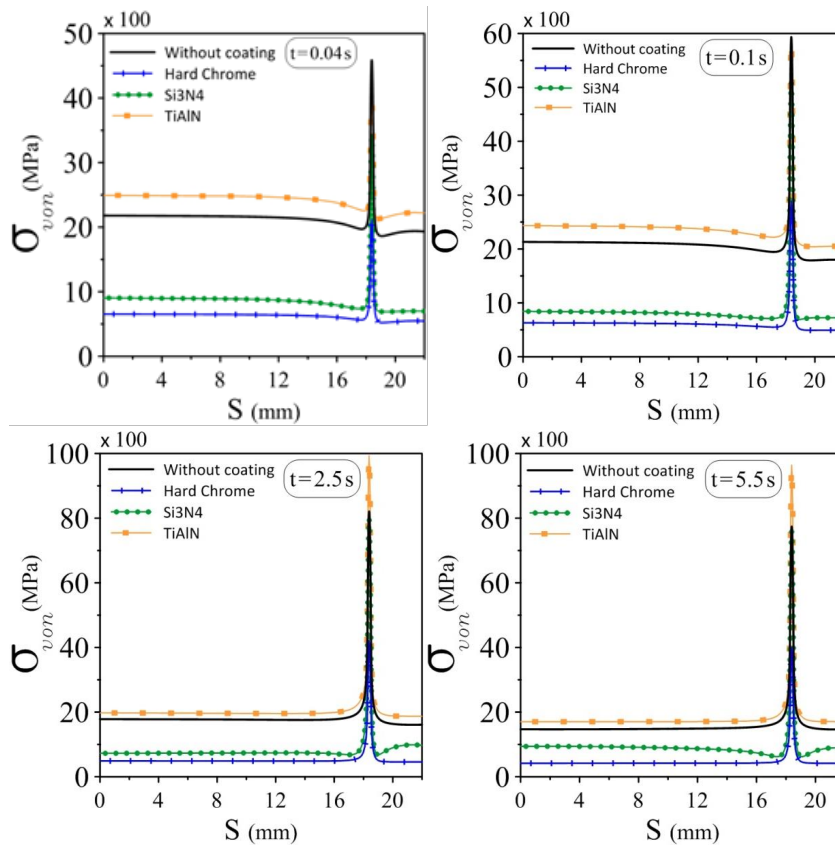 x 100
50
40
30
20
10
0
Without coating
Hard Chrome
Si3N4
TiAlN
t=0.04s
σvon (MPa)
0 4 8 12 16 20
S (mm)
x 100
60
50
40
30
20
10
0
Without coating
Hard Chrome
Si3N4
TiAlN
t=0.1s
σvon (MPa)
0 4 8 12 16 20
S (mm)
x 100
100
80
60
40
20
0
Without coating
Hard Chrome
Si3N4
TiAlN
t=2.5s
σvon (MPa)
0 4 8 12 16 20
S (mm)
x 100
100
80
60
40
20
0
Without coating
Hard Chrome
Si3N4
TiAlN
t=5.5s
σvon (MPa)
0 4 8 12 16 20
S (mm)